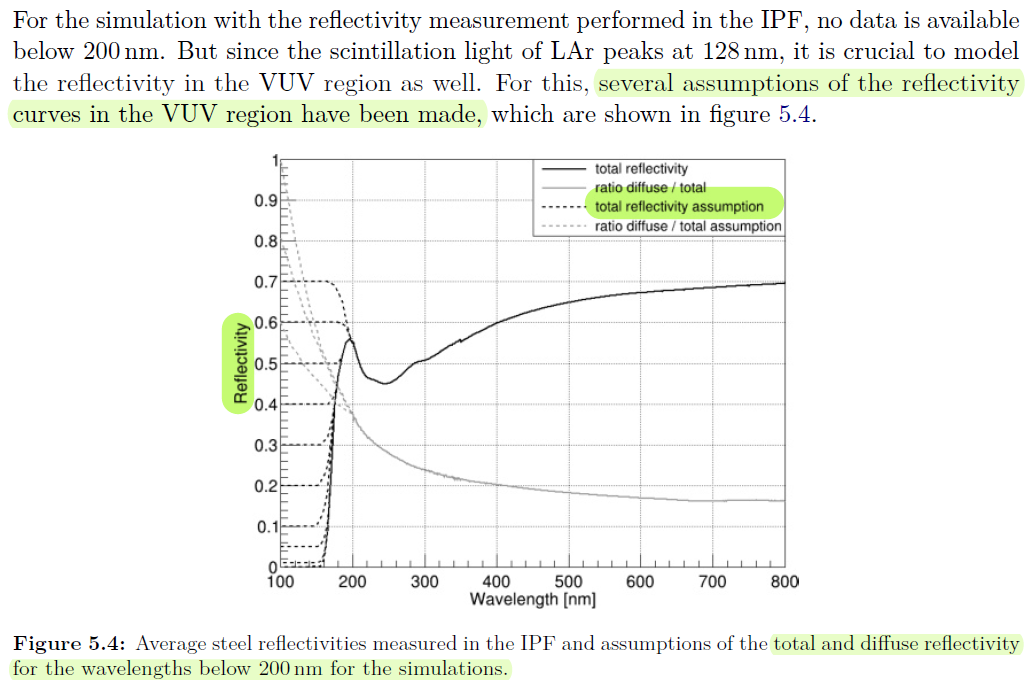 For the simulation with the reflectivity measurement performed in the IPF, no data is available
below 200 nm. But since the scintillation light of LAr peaks at 128 nm, it is crucial to model
the reflectivity in the VUV region as well. For this, several assumptions of the reflectivity
curves in the VUV region have been made, which are shown in figure 5.4.
total reflectivity
ratio diffuse / total
total reflectivity assumption
ratio diffuse / total assumption
Reflectivity
1
0.9
0.8
0.7
0.6
0.5
0.4
0.3
0.2
0.1
0
100 200 300 400 500 600 700 800
Wavelength [nm]
Figure 5.4: Average steel reflectivities measured in the IPF and assumptions of the total and diffuse reflectivity
for the wavelengths below 200 nm for the simulations.